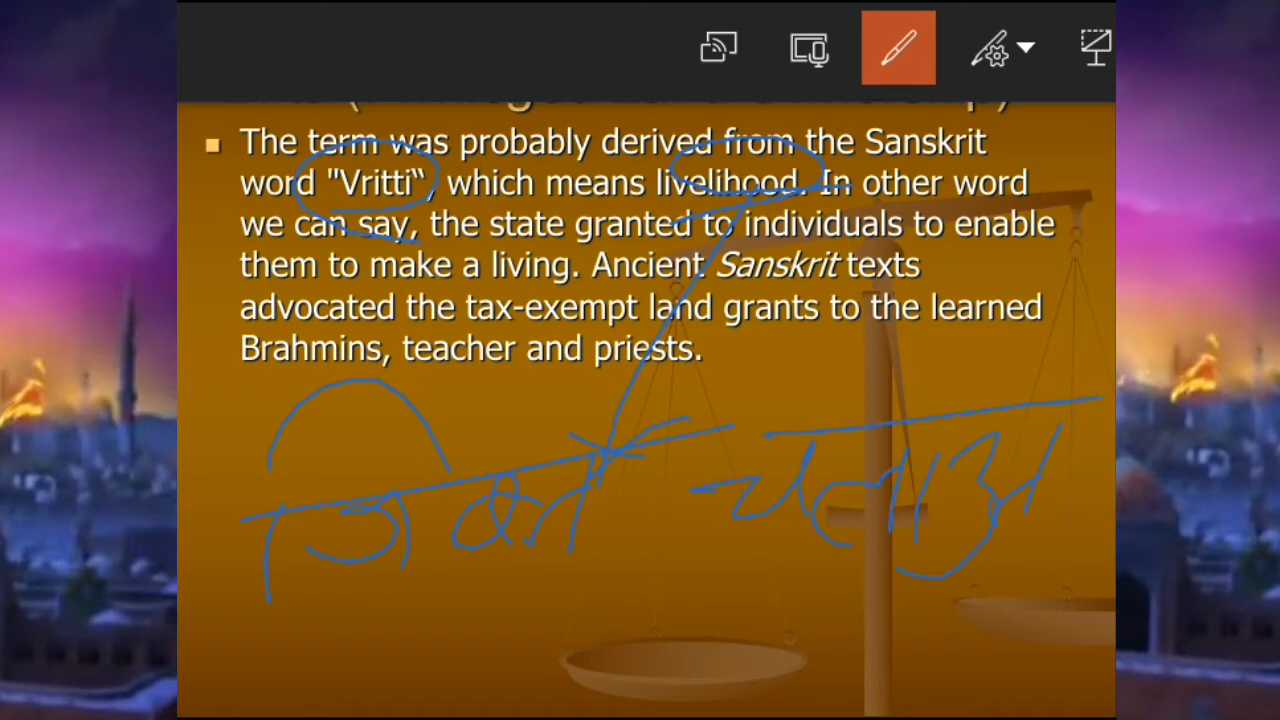 The term was probably derived from the Sanskrit
word "Vritti“, which means livelihood. In other word
we can say, the state granted to individuals to enable
them to make a living. Ancient Sanskrit texts
advocated the tax-exempt land grants to the learned
Brahmins, teacher and priests.